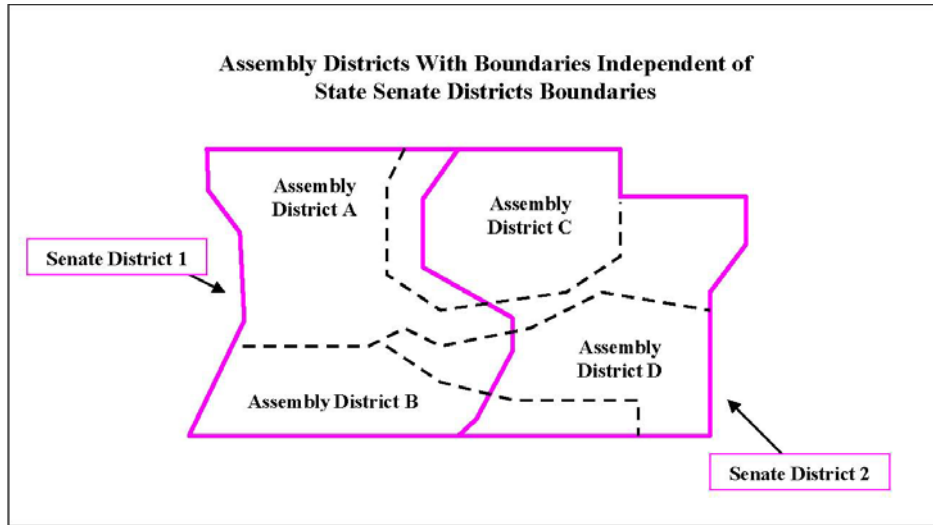 Assembly Districts With Boundaries Independent of
State Senate Districts Boundaries
Assembly
District A
Assembly
District C
Senate District 1
Assembly
District D
Assembly District B
Senate District 2